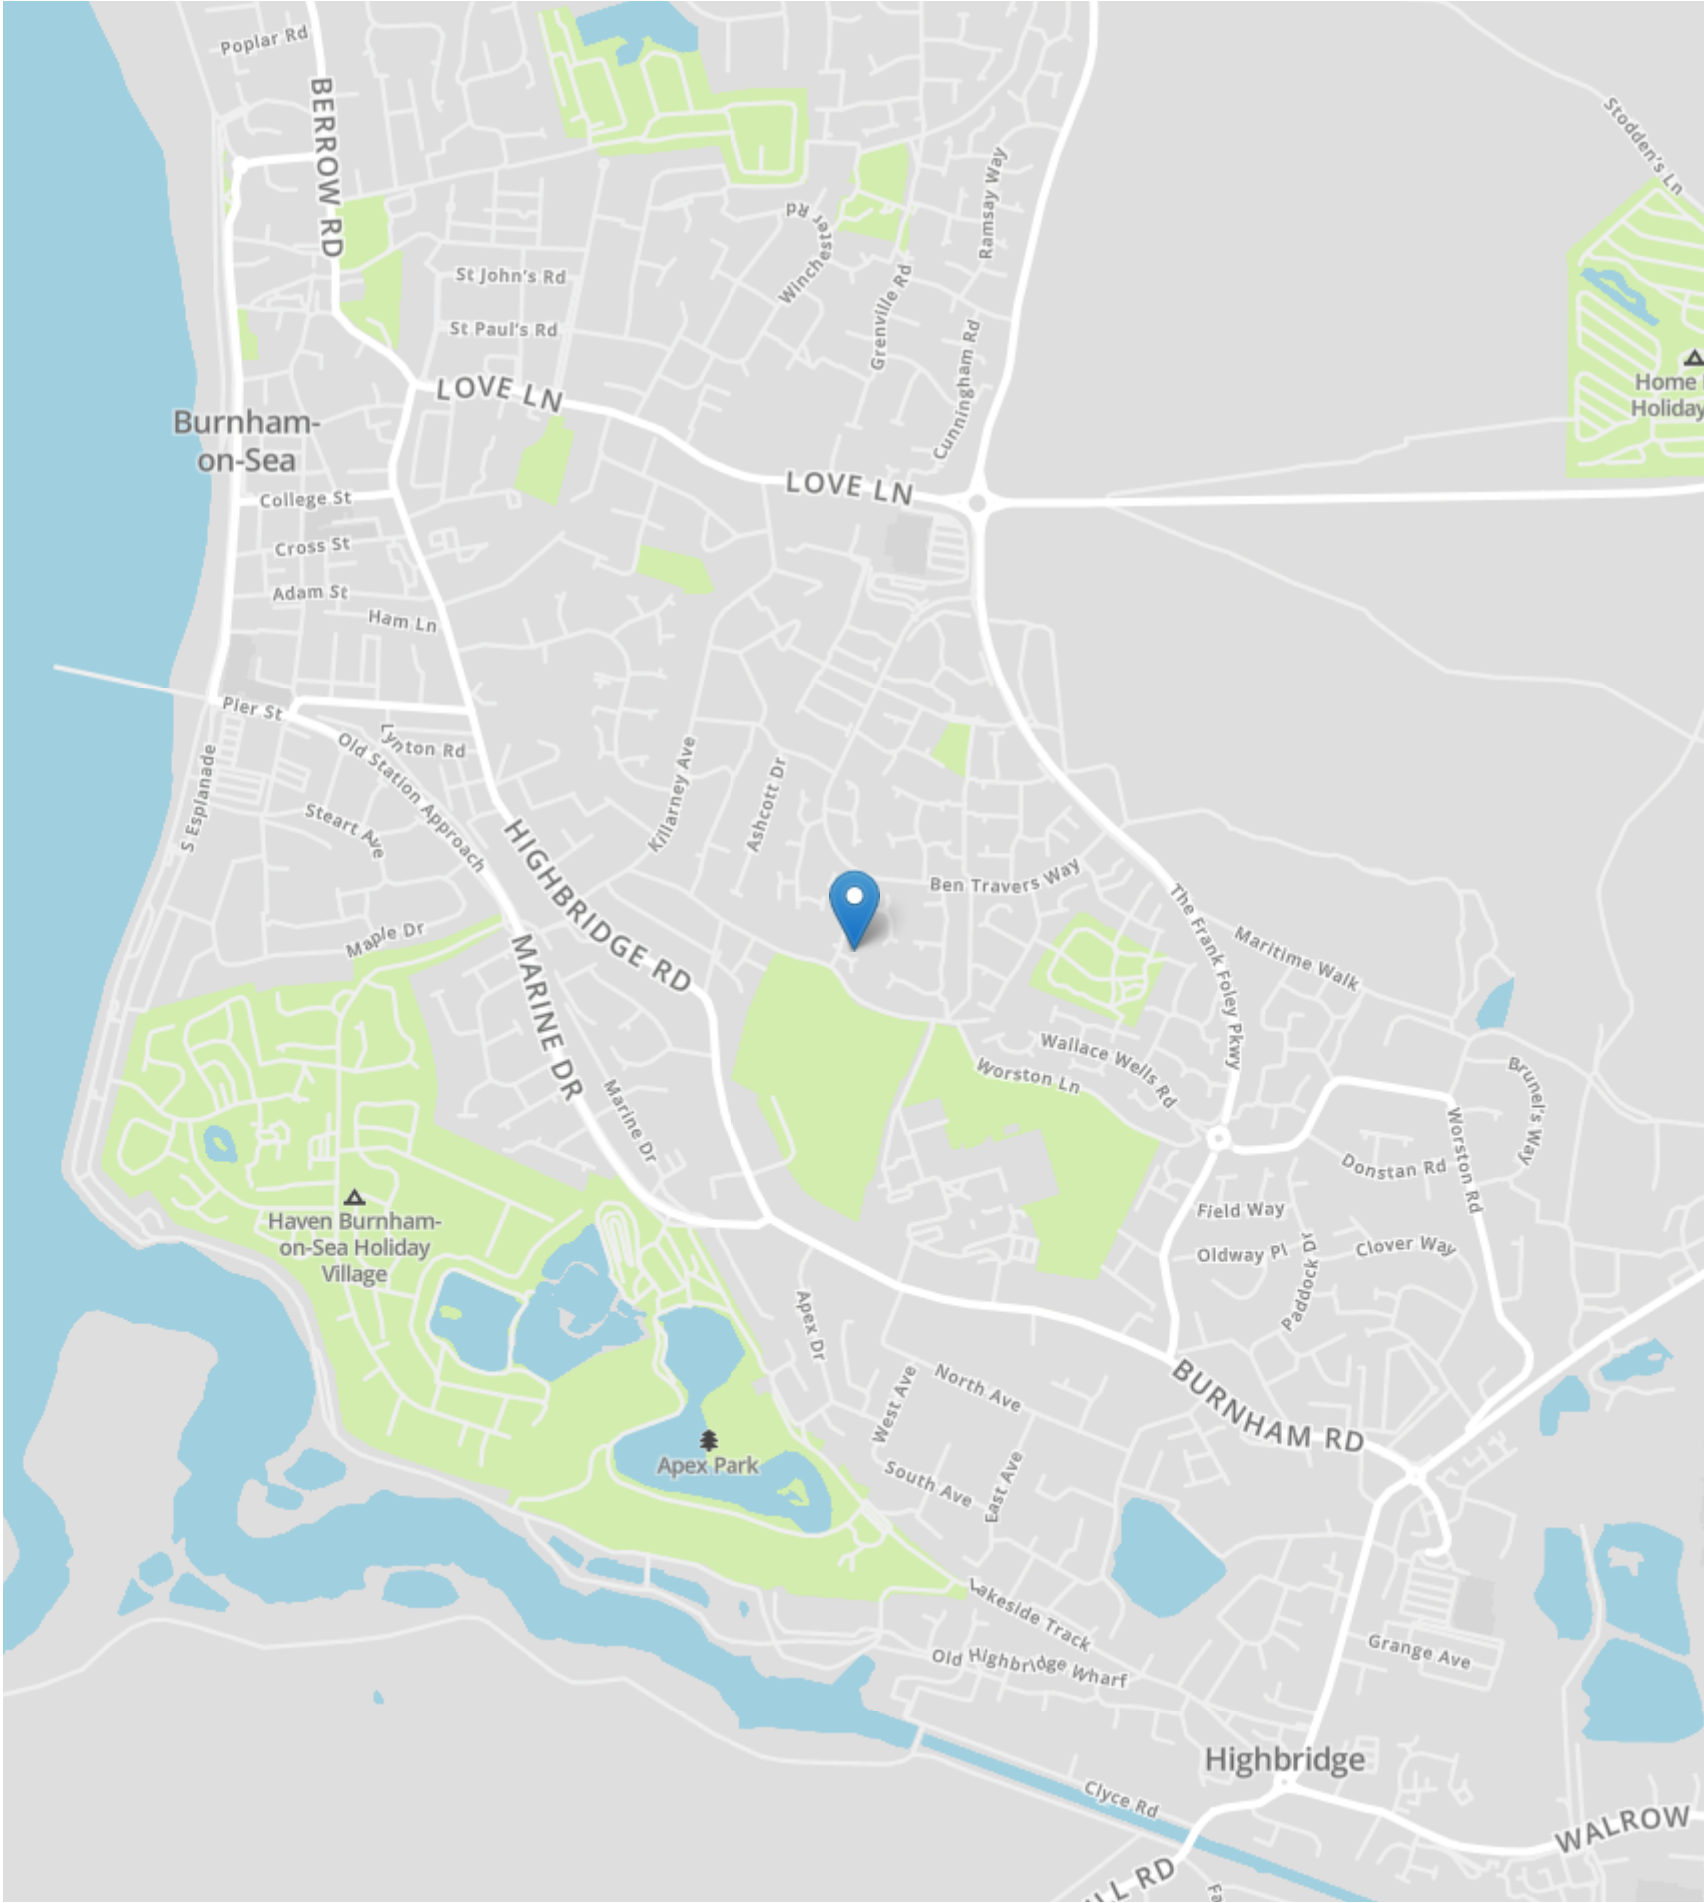 Poplar Rd
BERROW RD
Stodden's Ln
Ramsay Way
Winchester Rd
St John's Rd
Grenville Rd
St Paul's Rd
Cunningham Rd
Home
Holiday
LOVE LN
Burnham-
on-Sea
LOVE LN
College St
Cross St
Adam St
Ham Ln
Pier St
Lynton Rd
Old Station Approach
S Esplanade
Steart Ave
Killarney Ave
Ashcott Dr
HIGHBRIDGE RD
Ben Travers Way
The Frank Foley Pkwy
Maple Dr
MARINE DR
Maritime Walk
Wallace Wells Rd
Worston Ln
Brunel's Way
Marine Dr
Worston Rd
Donstan Rd
Haven Burnham-
on-Sea Holiday
Village
Field Way
Oldway Pl
Paddock Dr
Clover Way
Apex Dr
North Ave
West Ave
BURNHAM RD
Apex Park
South Ave
East Ave
Lakeside Track
Old Highbridge Wharf
Grange Ave
Highbridge
Clyce Rd
WALROW
LL RD
Fa